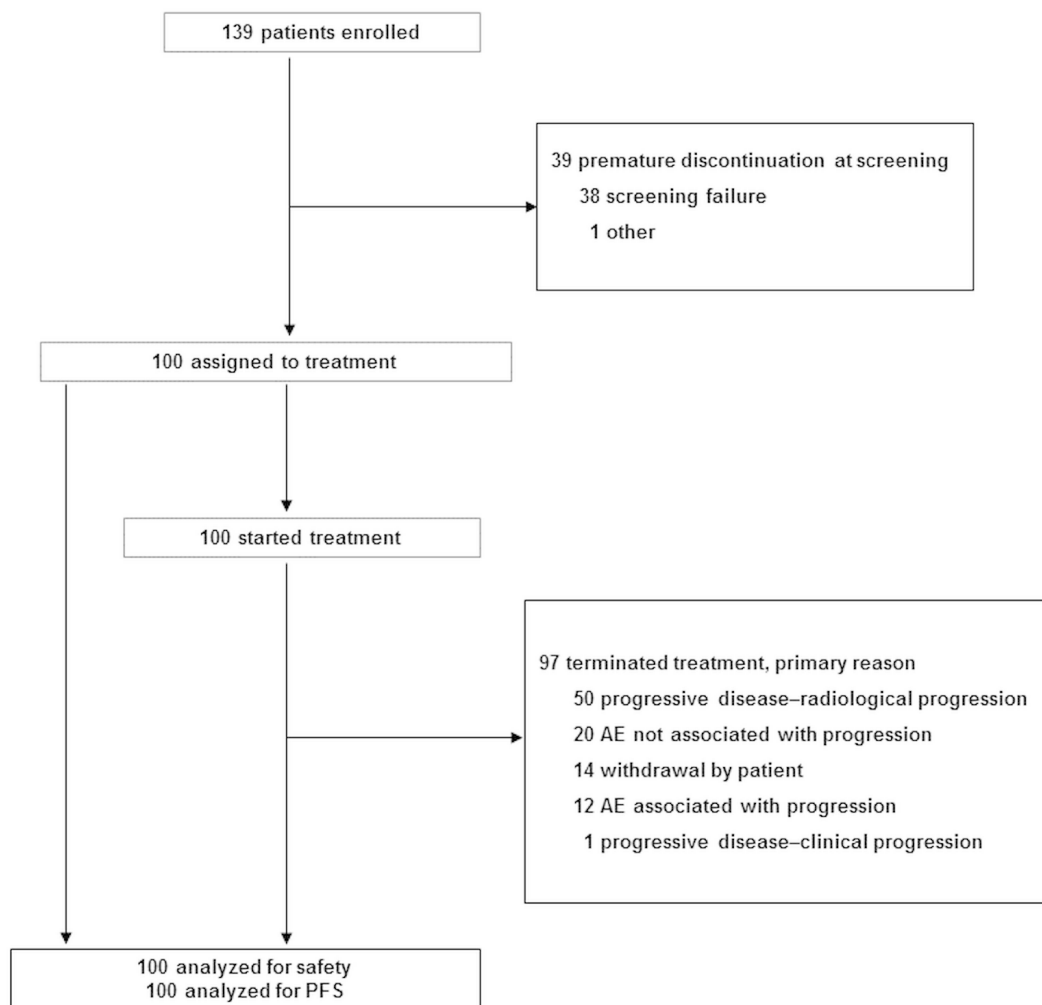 139 patients enrolled
39 premature discontinuation at screening
38 screening failure
1 other
100 assigned to treatment
100 started treatment
97 terminated treatment, primary reason
50 progressive disease–radiological progression
20 AE not associated with progression
14 withdrawal by patient
12 AE associated with progression
1 progressive disease–clinical progression
100 analyzed for safety
100 analyzed for PFS